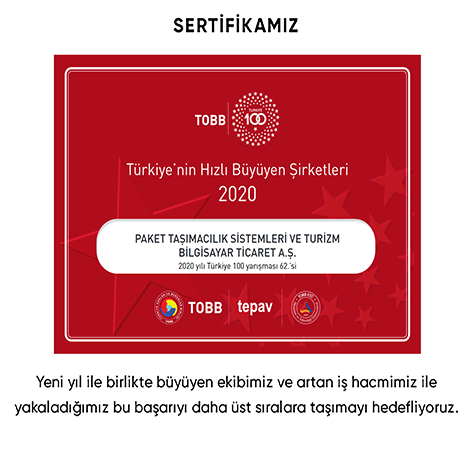 SERTİFİKAMIZ
TOBB
TÜRKİYE
100
Türkiye'nin Hızlı Büyüyen Şirketleri
2020
PAKET TAŞIMACILIK SİSTEMLERİ VE TURİZM
BİLGİSAYAR TİCARET A.Ş.
2020 yılı Türkiye 100 yarışması 62.'si
TOBB
tepav
Yeni yıl ile birlikte büyüyen ekibimiz ve artan iş hacmimiz ile
yakaladığımız bu başarıyı daha üst sıralara taşımayı hedefliyoruz.